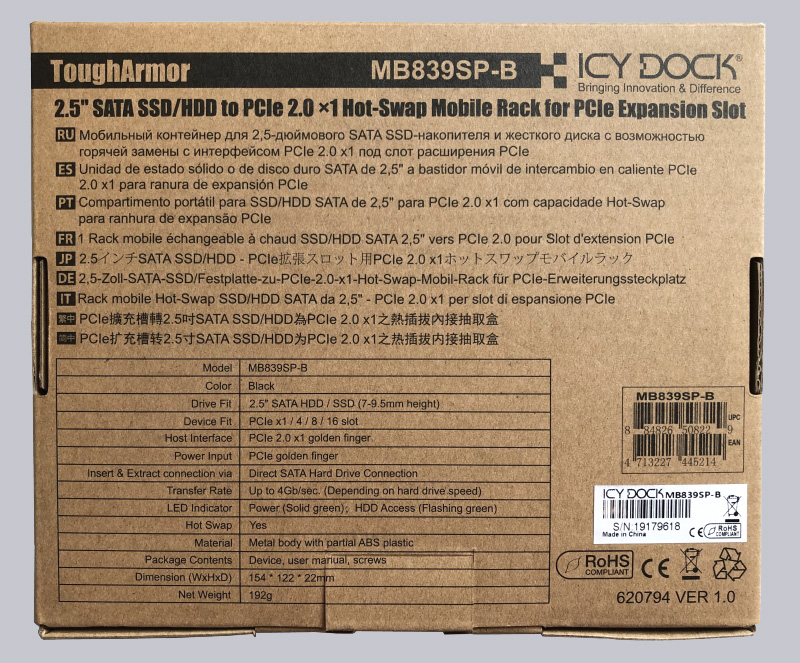 ToughArmor MB839SP-B ICY DOCK®
Bringing Innovation & Difference
2.5" SATA SSD/HDD to PCIe 2.0 ×1 Hot-Swap Mobile Rack for PCIe Expansion Slot
RU Мобильный контейнер для 2,5-дюймового SATA SSD-накопителя и жесткого диска с возможностью
горячей замены с интерфейсом PCIe 2.0 x1 под слот расширения PCIe
ES Unidad de estado sólido o de disco duro SATA de 2,5" a bastidor móvil de intercambio en caliente PCIe
2.0 x1 para ranura de expansión PCIe
PT Compartimento portátil para SSD/HDD SATA de 2,5" para PCIe 2.0 x1 com capacidade Hot-Swap
para ranhura de expansão PCIe
FR 1 Rack mobile échangeable à chaud SSD/HDD SATA 2,5" vers PCIe 2.0 pour Slot d'extension PCIe
JP 2.5インチSATA SSD/HDD - PCIe拡張スロット用PCIe 2.0 x1ホットスワップモバイルラック
DE 2,5-Zoll-SATA-SSD/Festplatte-zu-PCIe-2.0-x1-Hot-Swap-Mobil-Rack für PCIe-Erweiterungssteckplatz
IT Rack mobile Hot-Swap SSD/HDD SATA da 2,5" - PCIe 2.0 x1 per slot di espansione PCIe
繁中 PCIe擴充槽轉2.5吋SATA SSD/HDD為PCIe 2.0 x1之熱插拔內接抽取盒
簡中 PCIe扩充槽转2.5寸SATA SSD/HDD为PCIe 2.0 x1之热插拔内接抽取盒
Model MB839SP-B
Color Black
Drive Fit 2.5" SATA HDD / SSD (7-9.5mm height)
Device Fit PCIe x1 / 4 / 8 / 16 slot
Host Interface PCIe 2.0 x1 golden finger
Power Input PCIe golden finger
Insert & Extract connection via Direct SATA Hard Drive Connection
Transfer Rate Up to 4Gb/sec. (Depending on hard drive speed)
LED Indicator Power (Solid green); HDD Access (Flashing green)
Hot Swap Yes
Material Metal body with partial ABS plastic
Package Contents Device, user manual, screws
Dimension (WxHxD) 154 * 122 * 22mm
Net Weight 192g
MB839SP-B
UPC
8 84826 50822 9
EAN
4 713227 445214
ICY DOCK MB839SP-B
S/N 19179618
Made in China CE RoHS COMPLIANT
RoHS COMPLIANT CE
620794 VER 1.0